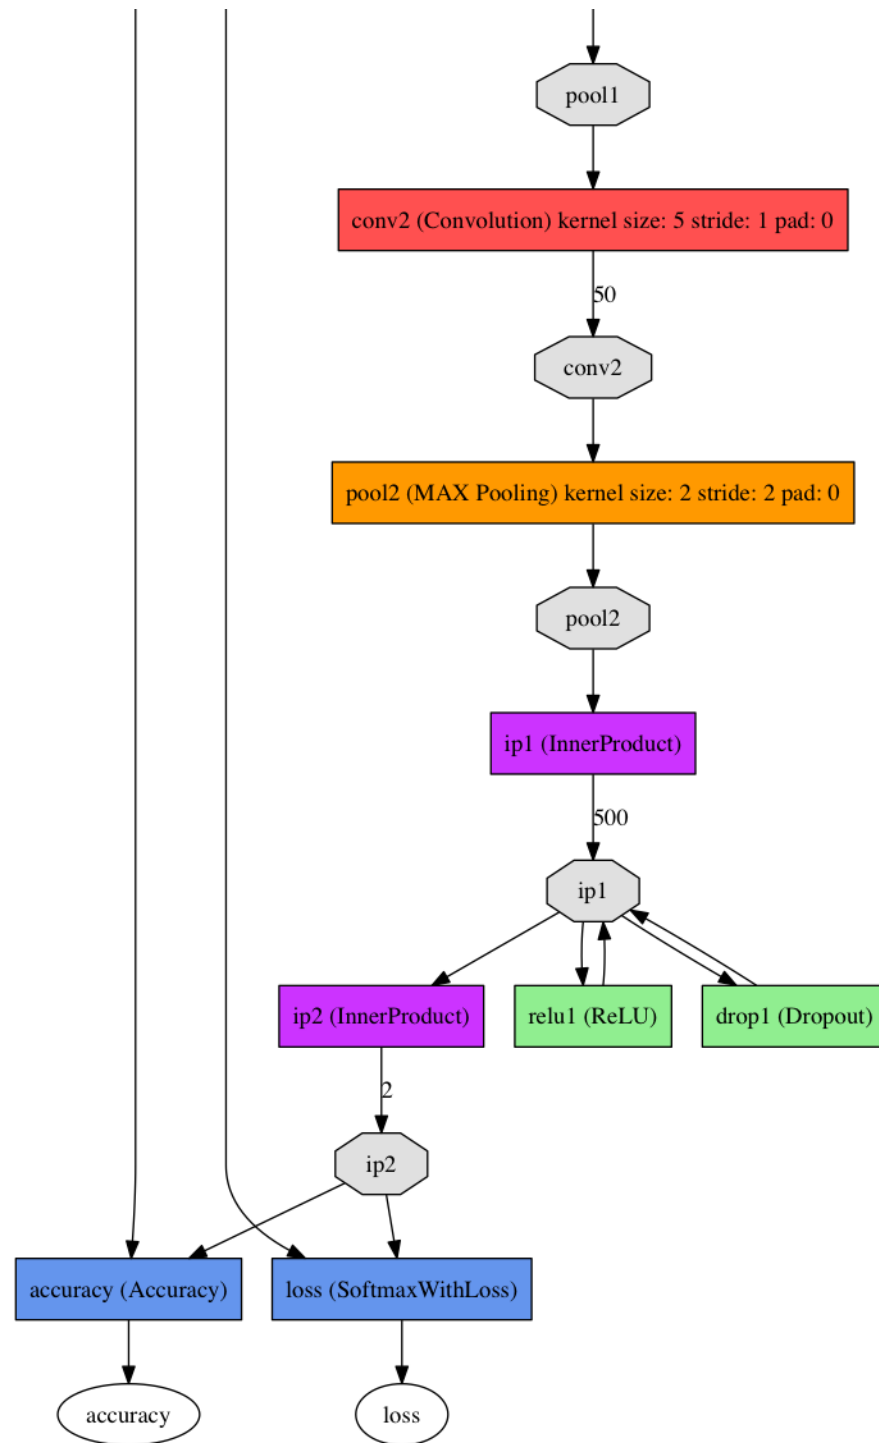 pool1
conv2 (Convolution) kernel size: 5 stride: 1 pad: 0
50
conv2
pool2 (MAX Pooling) kernel size: 2 stride: 2 pad: 0
pool2
ip1 (InnerProduct)
500
ip1
ip2 (InnerProduct)
relu1 (ReLU)
drop1 (Dropout)
2
ip2
accuracy (Accuracy)
loss (SoftmaxWithLoss)
accuracy
loss